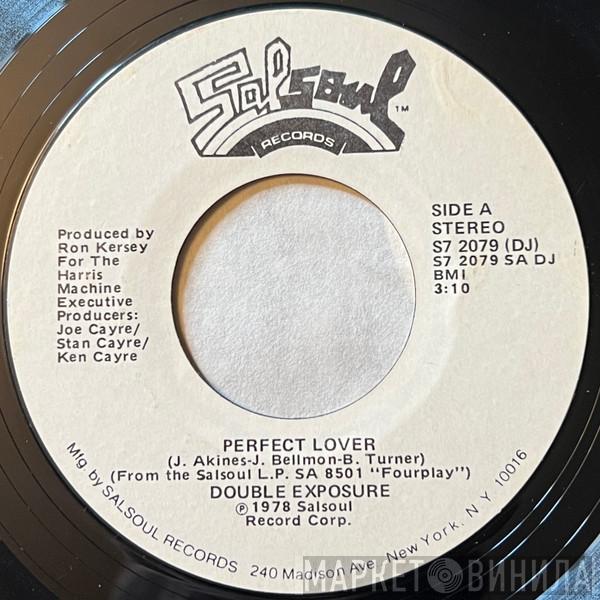 Salsoul
TM
RECORDS
Produced by
Ron Kersey
For The
Harris
Machine
Executive
Producers:
Joe Cayre/
Stan Cayre/
Ken Cayre
SIDE A
STEREO
S7 2079 (DJ)
S7 2079 SA DJ
BMI
3:10
PERFECT LOVER
(J. Akines-J. Bellmon-B. Turner)
(From the Salsoul L.P. SA 8501 "Fourplay")
DOUBLE EXPOSURE
℗ 1978 Salsoul
Record Corp.
Mfg. by SALSOUL RECORDS 240 Madison Ave., New York. N.Y. 10016
МАРКЕТ ВИНИЛА